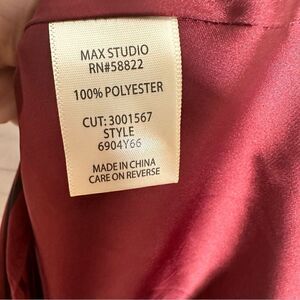 MAX STUDIO
RN#58822
100% POLYESTER
CUT: 3001567
STYLE
6904Y66
MADE IN CHINA
CARE ON REVERSE